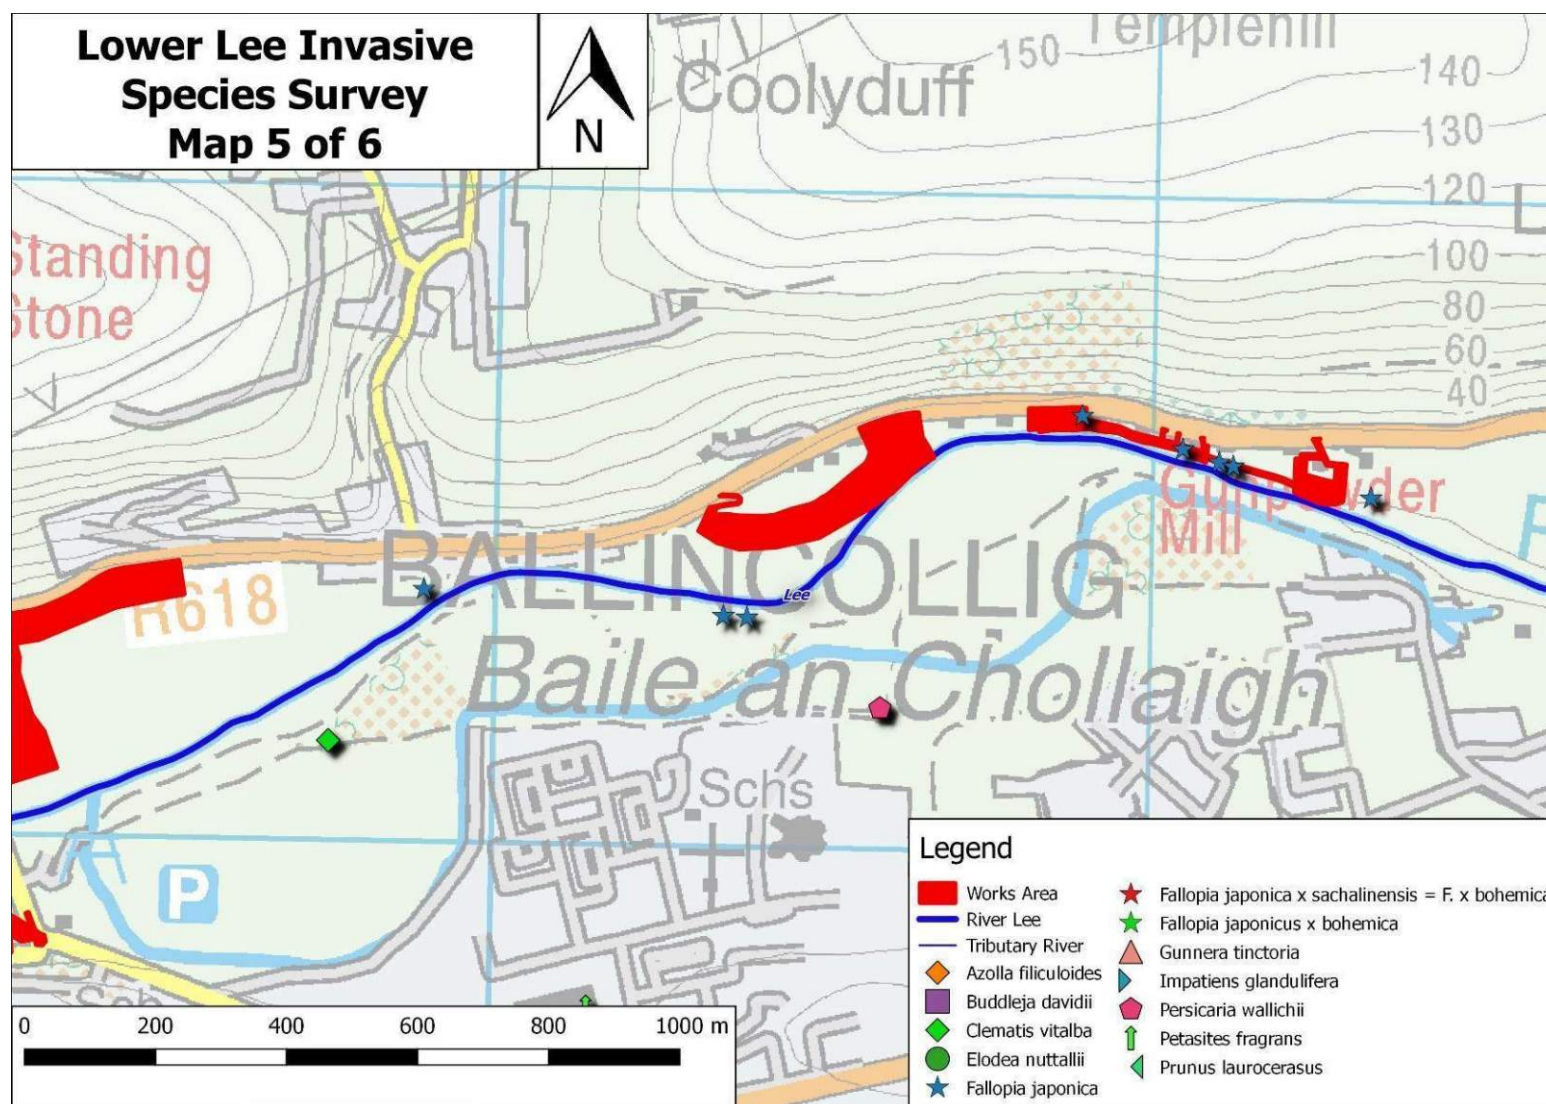 Lower Lee Invasive
Species Survey
Map 5 of 6
N
Templehill
Coolyduff
150
140
130
120
100
80
60
40
Standing
Stone
R618
BALLINCOLLIG
Lee
Baile an Chollaigh
Gunpowder
Mill
Schs
P
Sch
0 200 400 600 800 1000 m
Legend
Works Area
River Lee
Tributary River
Azolla filiculoides
Buddleja davidii
Clematis vitalba
Elodea nuttallii
Fallopia japonica
Fallopia japonica x sachalinensis = F. x bohemica
Fallopia japonicus x bohemica
Gunnera tinctoria
Impatiens glandulifera
Persicaria wallichii
Petasites fragrans
Prunus laurocerasus